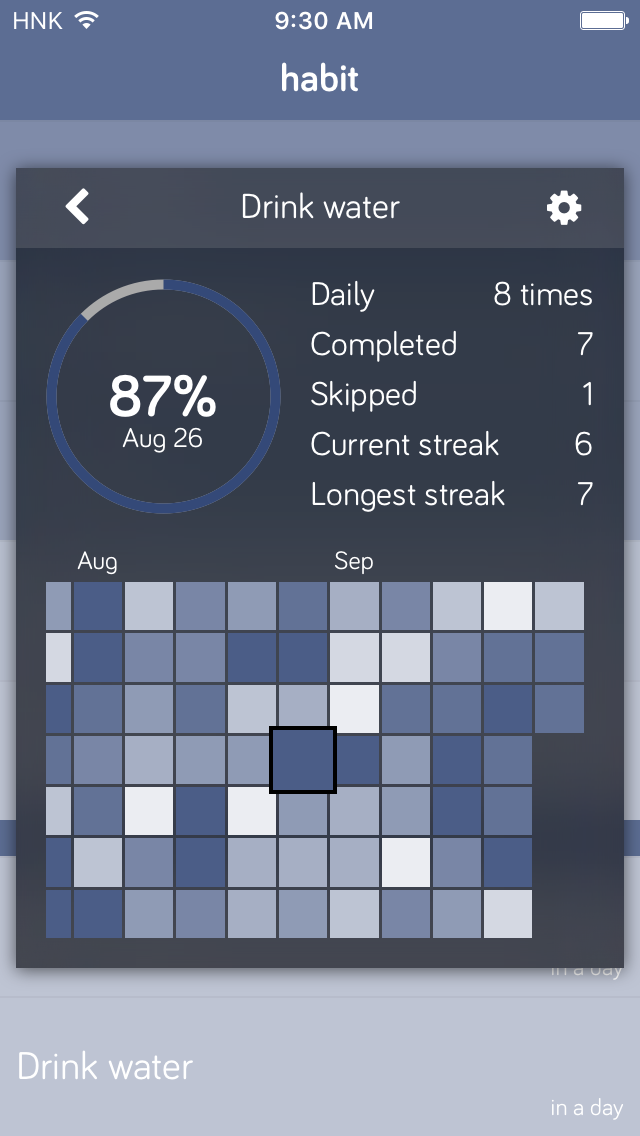 HNK 9:30 AM
habit
Drink water
87%
Aug 26
Daily 8 times
Completed 7
Skipped 1
Current streak 6
Longest streak 7
Aug Sep
in a day
Drink water
in a day